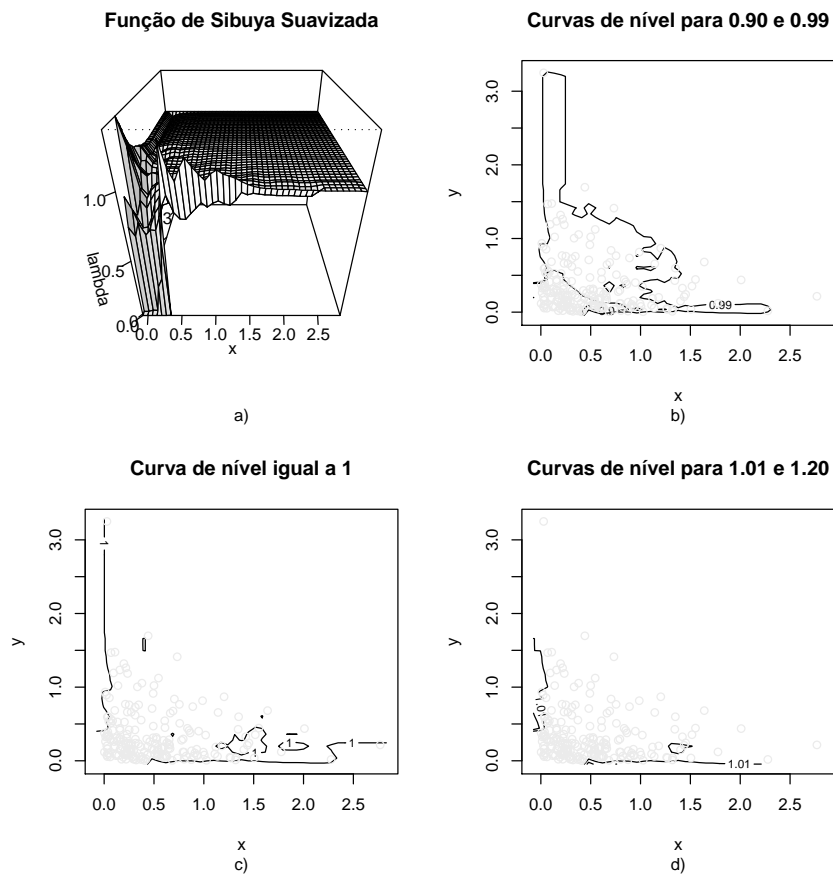 Função de Sibuya Suavizada
1.0
0.5
0.0
lambda
3
0.0 0.5 1.0 1.5 2.0 2.5
x
a)
Curvas de nível para 0.90 e 0.99
3.0
2.0
1.0
0.0
y
0.99
0.0 0.5 1.0 1.5 2.0 2.5
x
b)
Curva de nível igual a 1
3.0
2.0
1.0
0.0
y
1
1
1
1
0.0 0.5 1.0 1.5 2.0 2.5
x
c)
Curvas de nível para 1.01 e 1.20
3.0
2.0
1.0
0.0
y
1.01
0.0 0.5 1.0 1.5 2.0 2.5
x
d)